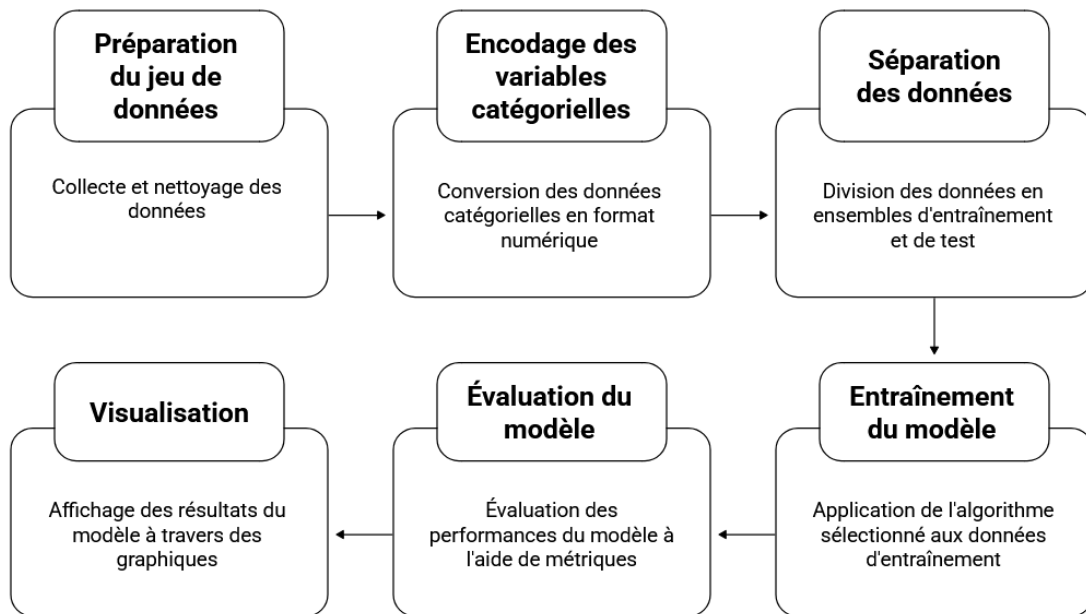 Préparation
du jeu de
données
Collecte et nettoyage des
données
Encodage des
variables
catégorielles
Conversion des données
catégorielles en format
numérique
Séparation
des données
Division des données en
ensembles d'entraînement
et de test
Entraînement
du modèle
Application de l'algorithme
sélectionné aux données
d'entraînement
Évaluation du
modèle
Évaluation des
performances du modèle à
l'aide de métriques
Visualisation
Affichage des résultats du
modèle à travers des
graphiques